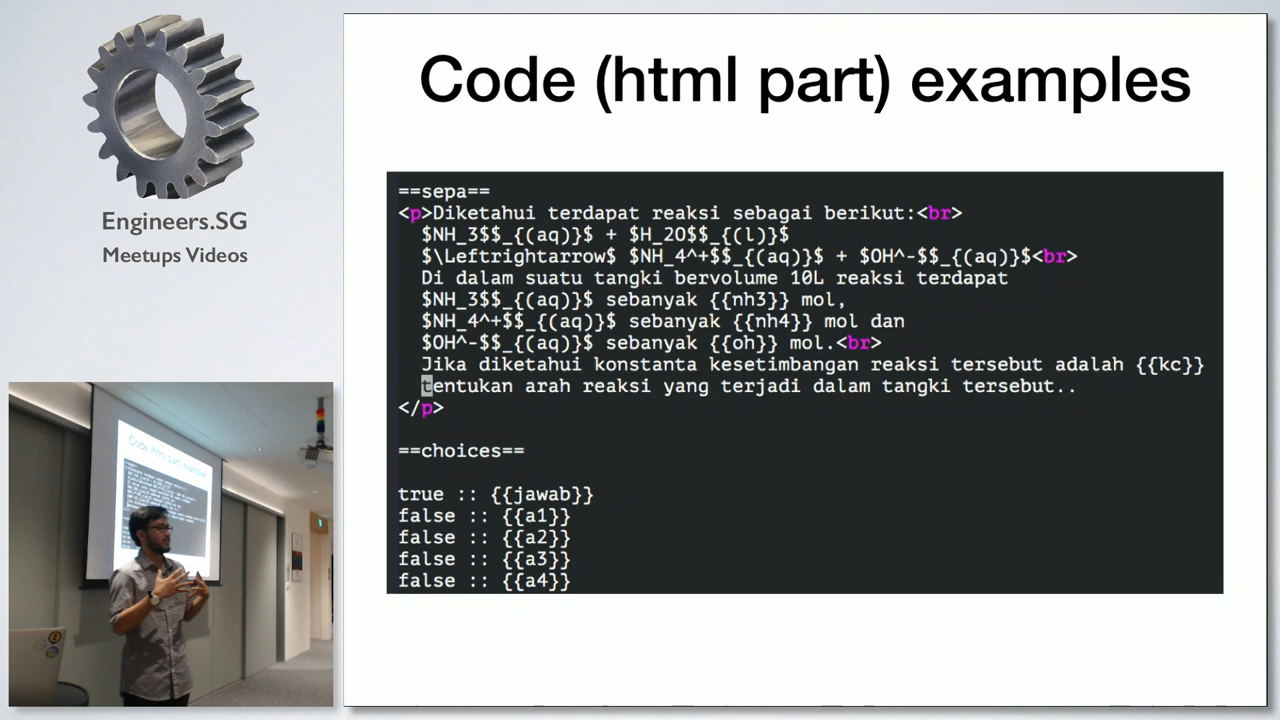 Engineers.SG
Meetups Videos
Code (html part) examples
==sepa==
<p>Diketahui terdapat reaksi sebagai berikut:<br>
$NH_3$$_{(aq)}$ + $H_2O$$_{(l)}$
$\Leftrightarrow$ $NH_4^+$$_{(aq)}$ + $OH^-$$_{(aq)}$<br>
Di dalam suatu tangki bervolume 10L reaksi terdapat
$NH_3$$_{(aq)}$ sebanyak {{nh3}} mol,
$NH_4^+$$_{(aq)}$ sebanyak {{nh4}} mol dan
$OH^-$$_{(aq)}$ sebanyak {{oh}} mol.<br>
Jika diketahui konstanta kesetimbangan reaksi tersebut adalah {{kc}}
tentukan arah reaksi yang terjadi dalam tangki tersebut..
</p>
==choices==
true :: {{jawab}}
false :: {{a1}}
false :: {{a2}}
false :: {{a3}}
false :: {{a4}}
Code (html part) examples